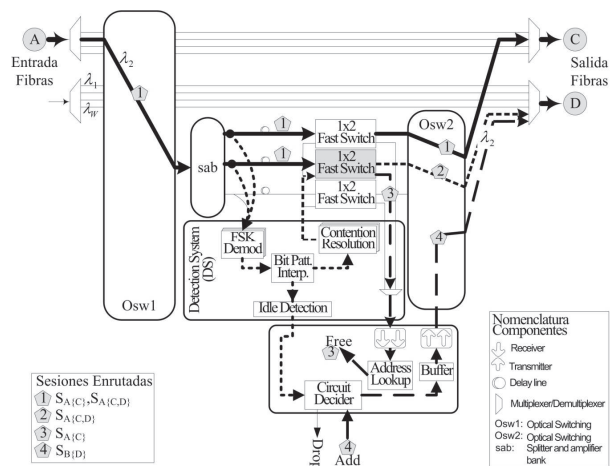 A
Entrada
Fibras
λ2
λ1
λW
1
Osw1
sab
1
1x2
Fast Switch
1
1x2
Fast Switch
1x2
Fast Switch
3
Osw2
1
2
4
λ2
C
Salida
Fibras
D
Detection System
(DS)
FSK
Demod
Contention
Resolution
Bit Patt.
Interp.
Idle Detection
Free
3
Address
Lookup
Buffer
Circuit
Decider
Drop
4
Add
Sesiones Enrutadas
1 SA{C},SA{C,D}
2 SA{C,D}
3 SA{C}
4 SB{D}
Nomenclatura
Componentes
Receiver
Transmitter
Delay line
Multiplexer/Demultiplexer
Osw1: Optical Switching
Osw2: Optical Switching
sab: Splitter and amplifier
bank